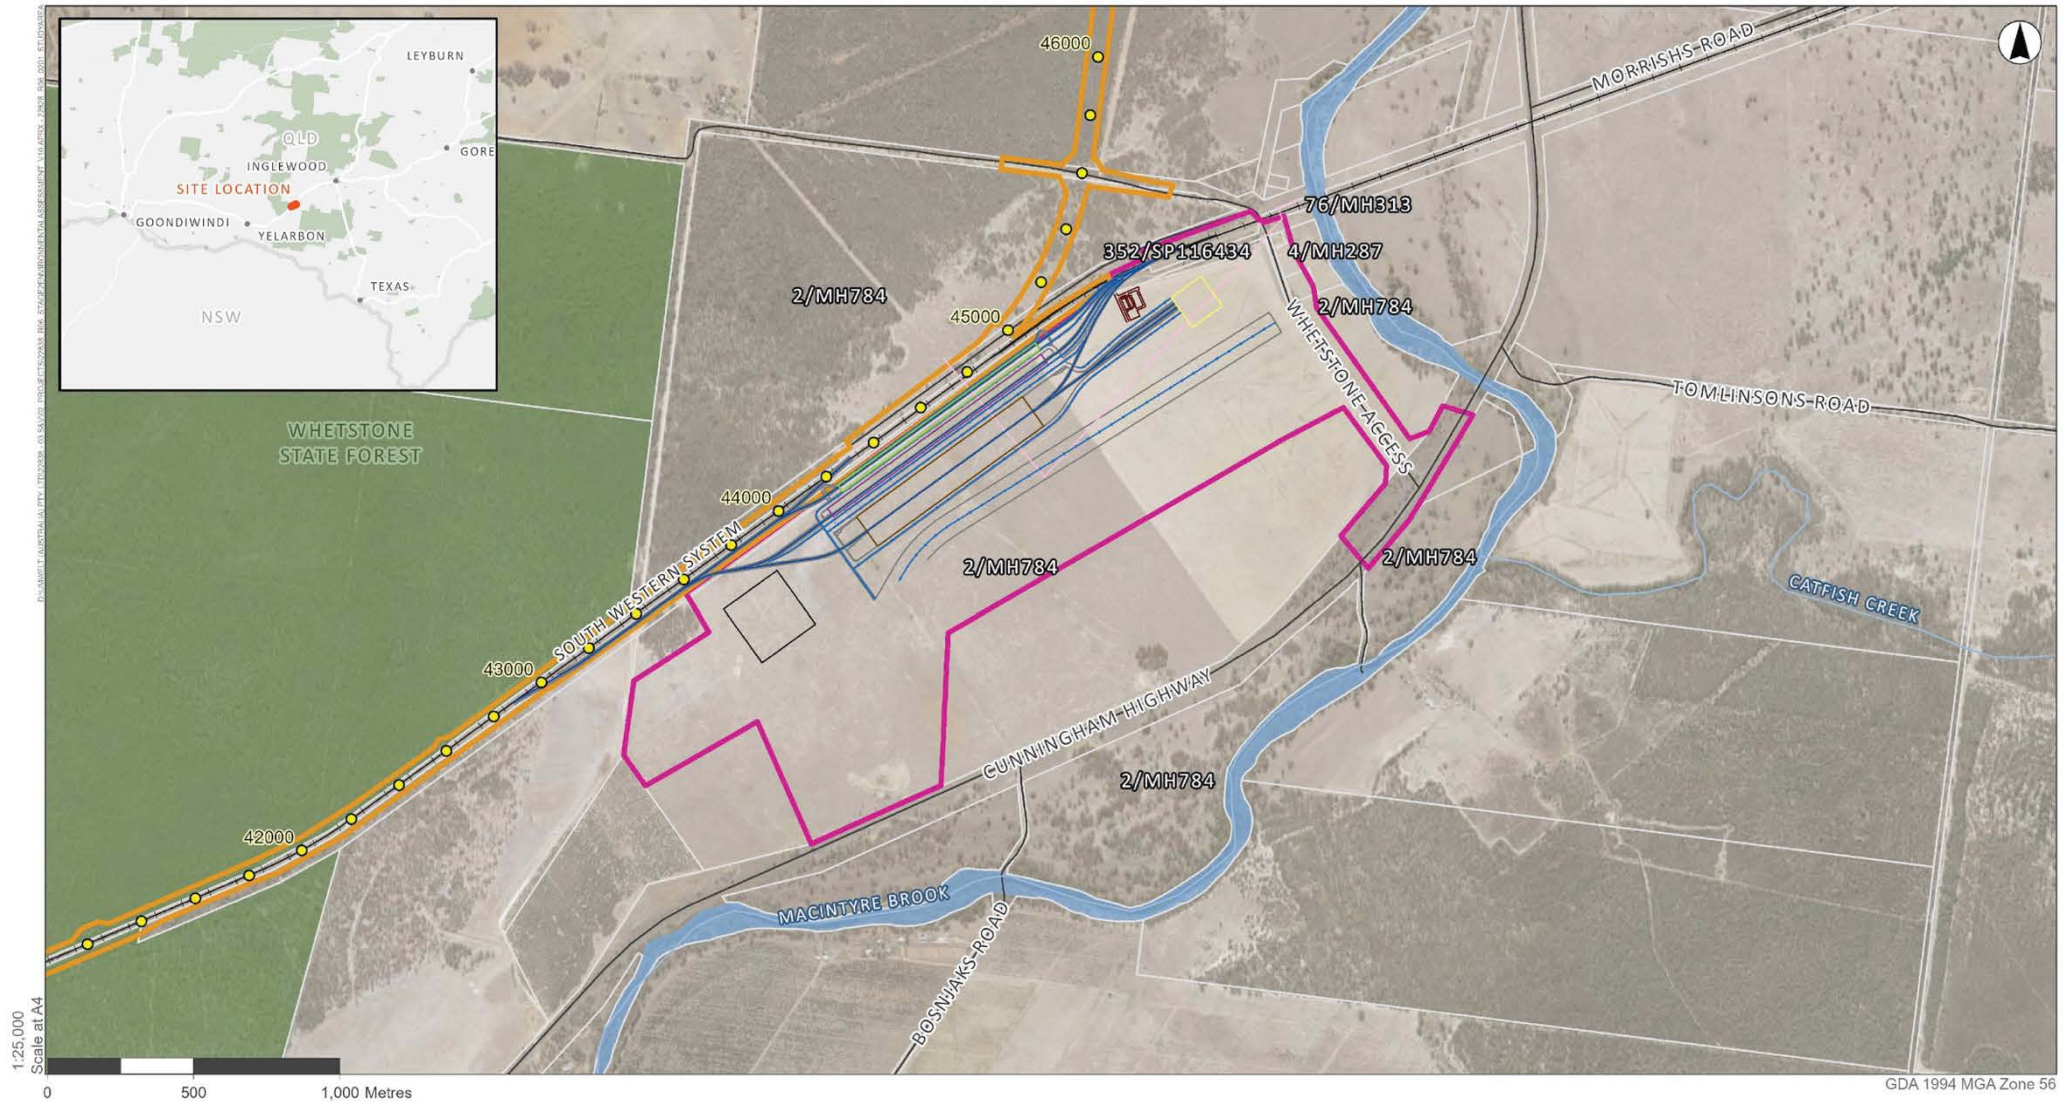 LEYBURN
QLD
GORE
INGLEWOOD
SITE LOCATION
GOONDIWINDI
YELARBON
TEXAS
NSW
46000
MORRISHS ROAD
76/MH313
352/SP116434
4/MH287
2/MH784
2/MH784
45000
WHETSTONE ACCESS
TOMLINSONS ROAD
WHETSTONE
STATE FOREST
44000
SOUTH WESTERN SYSTEM
2/MH784
2/MH784
CATFISH CREEK
43000
CUNNINGHAM HIGHWAY
2/MH784
42000
MACINTYRE BROOK
BOSNJAKS ROAD
1:25,000
Scale at A4
0
500
1,000 Metres
GDA 1994 MGA Zone 56